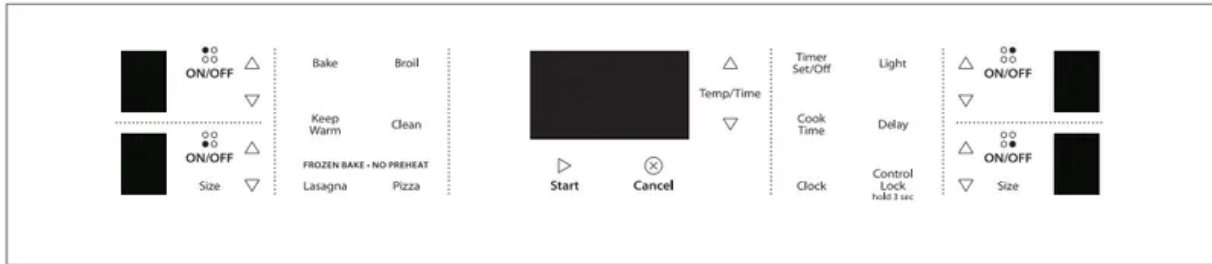 ON/OFF
ON/OFF
Size
Bake Broil
Keep Warm Clean
FROZEN BAKE • NO PREHEAT
Lasagna Pizza
Temp/Time
Start Cancel
Timer
Set/Off
Light
Cook
Time
Delay
Clock
Control
Lock
hold 3 sec
ON/OFF
ON/OFF
Size